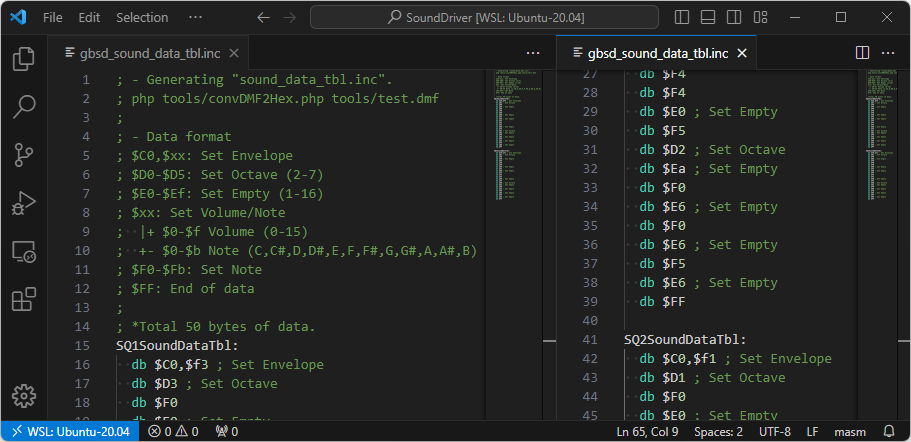 File Edit Selection ··· SoundDriver [WSL: Ubuntu-20.04]
gbsd_sound_data_tbl.inc
1 ; - Generating "sound_data_tbl.inc".
2 ; php tools/convDMF2Hex.php tools/test.dmf
3 ;
4 ; - Data format
5 ; $C0,$xx: Set Envelope
6 ; $D0-$D5: Set Octave (2-7)
7 ; $E0-$Ef: Set Empty (1-16)
8 ; $xx: Set Volume/Note
9 ;  |+ $0-$f Volume (0-15)
10 ;  +- $0-$b Note (C,C#,D,D#,E,F,F#,G,G#,A,A#,B)
11 ; $F0-$Fb: Set Note
12 ; $FF: End of data
13 ;
14 ; *Total 50 bytes of data.
15 SQ1SoundDataTbl:
16 db $C0,$f3 ; Set Envelope
17 db $D3 ; Set Octave
18 db $F0
19 db $E0 ; Set Empty
gbsd_sound_data_tbl.inc
27 db $F4
28 db $F4
29 db $E0 ; Set Empty
30 db $F5
31 db $D2 ; Set Octave
32 db $Ea ; Set Empty
33 db $F0
34 db $E6 ; Set Empty
35 db $F0
36 db $E6 ; Set Empty
37 db $F5
38 db $E6 ; Set Empty
39 db $FF
40
41 SQ2SoundDataTbl:
42 db $C0,$f1 ; Set Envelope
43 db $D1 ; Set Octave
44 db $F0
45 db $E0 ; Set Empty
WSL: Ubuntu-20.04 0 0 0 Ln 65, Col 9 Spaces: 2 UTF-8 LF masm